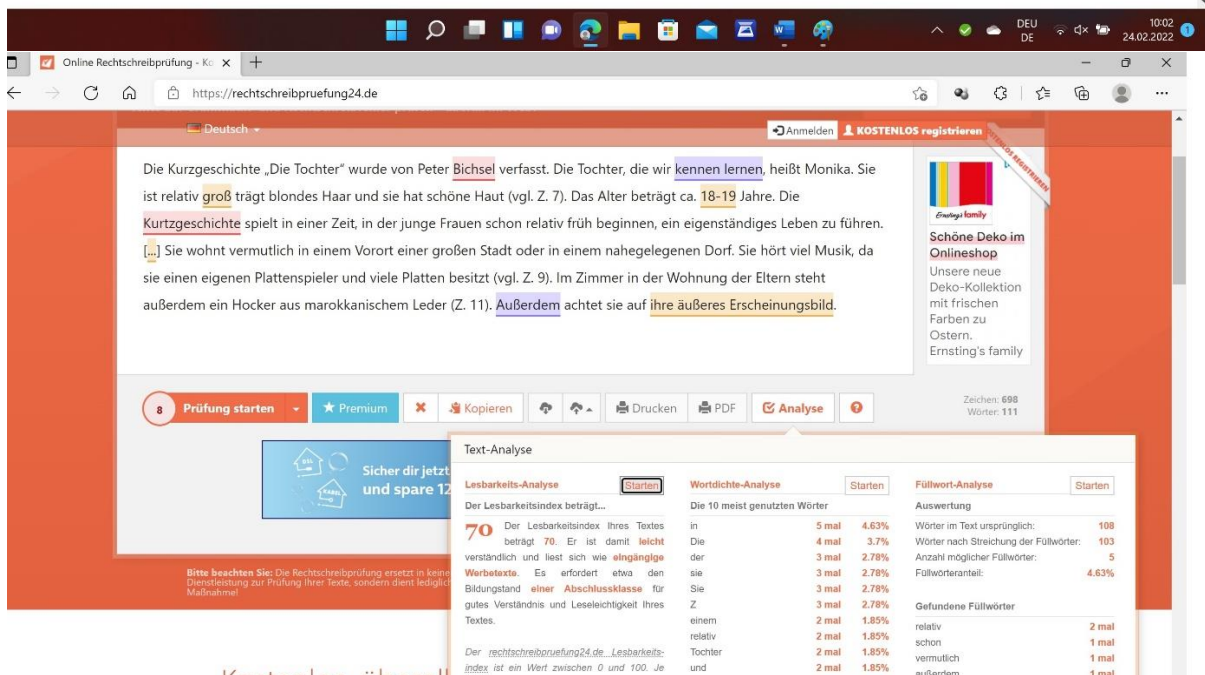 DEU
DE
10:02
24.02.2022
1
Online Rechtschreibprüfung - Ko
https://rechtschreibpruefung24.de
Deutsch
Anmelden
KOSTENLOS registrieren
KOSTENLOS REGISTRIEREN
Die Kurzgeschichte „Die Tochter“ wurde von Peter Bichsel verfasst. Die Tochter, die wir kennen lernen, heißt Monika. Sie
ist relativ groß trägt blondes Haar und sie hat schöne Haut (vgl. Z. 7). Das Alter beträgt ca. 18-19 Jahre. Die
Kurtzgeschichte spielt in einer Zeit, in der junge Frauen schon relativ früh beginnen, ein eigenständiges Leben zu führen.
[...] Sie wohnt vermutlich in einem Vorort einer großen Stadt oder in einem nahegelegenen Dorf. Sie hört viel Musik, da
sie einen eigenen Plattenspieler und viele Platten besitzt (vgl. Z. 9). Im Zimmer in der Wohnung der Eltern steht
außerdem ein Hocker aus marokkanischem Leder (Z. 11). Außerdem achtet sie auf ihre äußeres Erscheinungsbild.
Ernsting's family
Schöne Deko im
Onlineshop
Unsere neue
Deko-Kollektion
mit frischen
Farben zu
Ostern.
Ernsting's family
8
Prüfung starten
Premium
Kopieren
Drucken
PDF
Analyse
Zeichen: 698
Wörter: 111
DSL
KABEL
Sicher dir jetzt
und spare 12
Bitte beachten Sie: Die Rechtschreibprüfung ersetzt in keine
Dienstleistung zur Prüfung Ihrer Texte, sondern dient lediglich
Maßnahme!
Text-Analyse
Lesbarkeits-Analyse
Starten
Der Lesbarkeitsindex beträgt...
70 Der Lesbarkeitsindex Ihres Textes
beträgt 70. Er ist damit leicht
verständlich und liest sich wie eingängige
Werbetexte. Es erfordert etwa den
Bildungstand einer Abschlussklasse für
gutes Verständnis und Leseleichtigkeit Ihres
Textes.
Der rechtschreibpruefung24.de Lesbarkeits-
index ist ein Wert zwischen 0 und 100. Je
Wortdichte-Analyse
Starten
Die 10 meist genutzten Wörter
in 5 mal 4.63%
Die 4 mal 3.7%
der 3 mal 2.78%
sie 3 mal 2.78%
Sie 3 mal 2.78%
Z 3 mal 2.78%
einem 2 mal 1.85%
relativ 2 mal 1.85%
Tochter 2 mal 1.85%
und 2 mal 1.85%
Füllwort-Analyse
Starten
Auswertung
Wörter im Text ursprünglich: 108
Wörter nach Streichung der Füllwörter: 103
Anzahl möglicher Füllwörter: 5
Füllwörteranteil: 4.63%
Gefundene Füllwörter
relativ 2 mal
schon 1 mal
vermutlich 1 mal
außerdem 1 mal